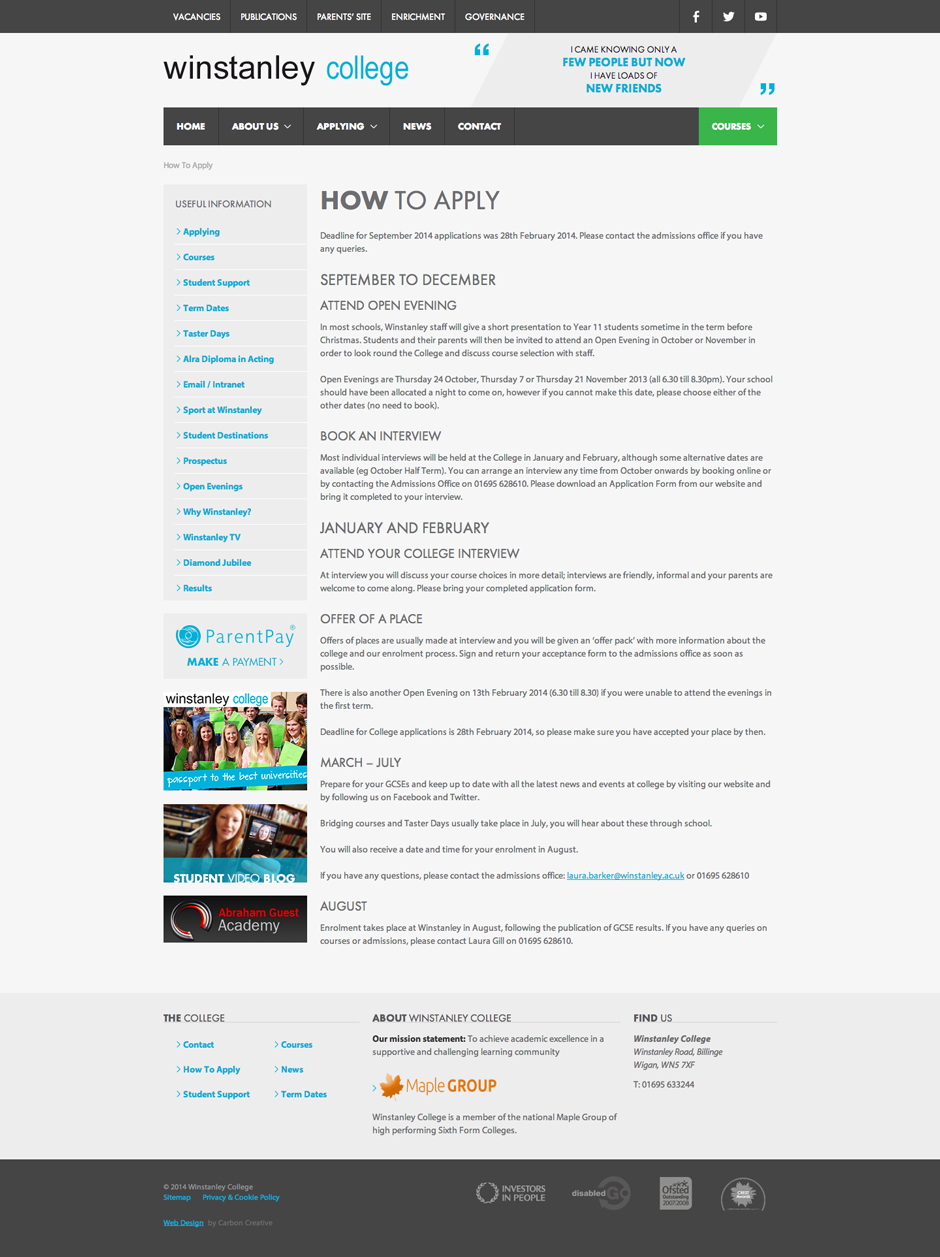 VACANCIES PUBLICATIONS PARENTS' SITE ENRICHMENT GOVERNANCE
winstanley college
“ I CAME KNOWING ONLY A
FEW PEOPLE BUT NOW
I HAVE LOADS OF
NEW FRIENDS ”
HOME ABOUT US APPLYING NEWS CONTACT COURSES
How To Apply
USEFUL INFORMATION
Applying
Courses
Student Support
Term Dates
Taster Days
Alra Diploma in Acting
Email / Intranet
Sport at Winstanley
Student Destinations
Prospectus
Open Evenings
Why Winstanley?
Winstanley TV
Diamond Jubilee
Results
ParentPay®
MAKE A PAYMENT
winstanley college
passport to the best universities
STUDENT VIDEO BLOG
Abraham Guest
Academy
HOW TO APPLY
Deadline for September 2014 applications was 28th February 2014. Please contact the admissions office if you have
any queries.
SEPTEMBER TO DECEMBER
ATTEND OPEN EVENING
In most schools, Winstanley staff will give a short presentation to Year 11 students sometime in the term before
Christmas. Students and their parents will then be invited to attend an Open Evening in October or November in
order to look round the College and discuss course selection with staff.
Open Evenings are Thursday 24 October, Thursday 7 or Thursday 21 November 2013 (all 6.30 till 8.30pm). Your school
should have been allocated a night to come on, however if you cannot make this date, please choose either of the
other dates (no need to book).
BOOK AN INTERVIEW
Most individual interviews will be held at the College in January and February, although some alternative dates are
available (eg October Half Term). You can arrange an interview any time from October onwards by booking online or
by contacting the Admissions Office on 01695 628610. Please download an Application Form from our website and
bring it completed to your interview.
JANUARY AND FEBRUARY
ATTEND YOUR COLLEGE INTERVIEW
At interview you will discuss your course choices in more detail; interviews are friendly, informal and your parents are
welcome to come along. Please bring your completed application form.
OFFER OF A PLACE
Offers of places are usually made at interview and you will be given an ‘offer pack’ with more information about the
college and our enrolment process. Sign and return your acceptance form to the admissions office as soon as
possible.
There is also another Open Evening on 13th February 2014 (6.30 till 8.30) if you were unable to attend the evenings in
the first term.
Deadline for College applications is 28th February 2014, so please make sure you have accepted your place by then.
MARCH – JULY
Prepare for your GCSEs and keep up to date with all the latest news and events at college by visiting our website and
by following us on Facebook and Twitter.
Bridging courses and Taster Days usually take place in July, you will hear about these through school.
You will also receive a date and time for your enrolment in August.
If you have any questions, please contact the admissions office: laura.barker@winstanley.ac.uk or 01695 628610
AUGUST
Enrolment takes place at Winstanley in August, following the publication of GCSE results. If you have any queries on
courses or admissions, please contact Laura Gill on 01695 628610.
THE COLLEGE
Contact Courses
How To Apply News
Student Support Term Dates
ABOUT WINSTANLEY COLLEGE
Our mission statement: To achieve academic excellence in a
supportive and challenging learning community
Maple GROUP
Winstanley College is a member of the national Maple Group of
high performing Sixth Form Colleges.
FIND US
Winstanley College
Winstanley Road, Billinge
Wigan, WN5 7XF
T: 01695 633244
© 2014 Winstanley College
Sitemap Privacy & Cookie Policy
Web Design by Carbon Creative
INVESTORS
IN PEOPLE
disabledGO
Ofsted
Outstanding
2007/2008